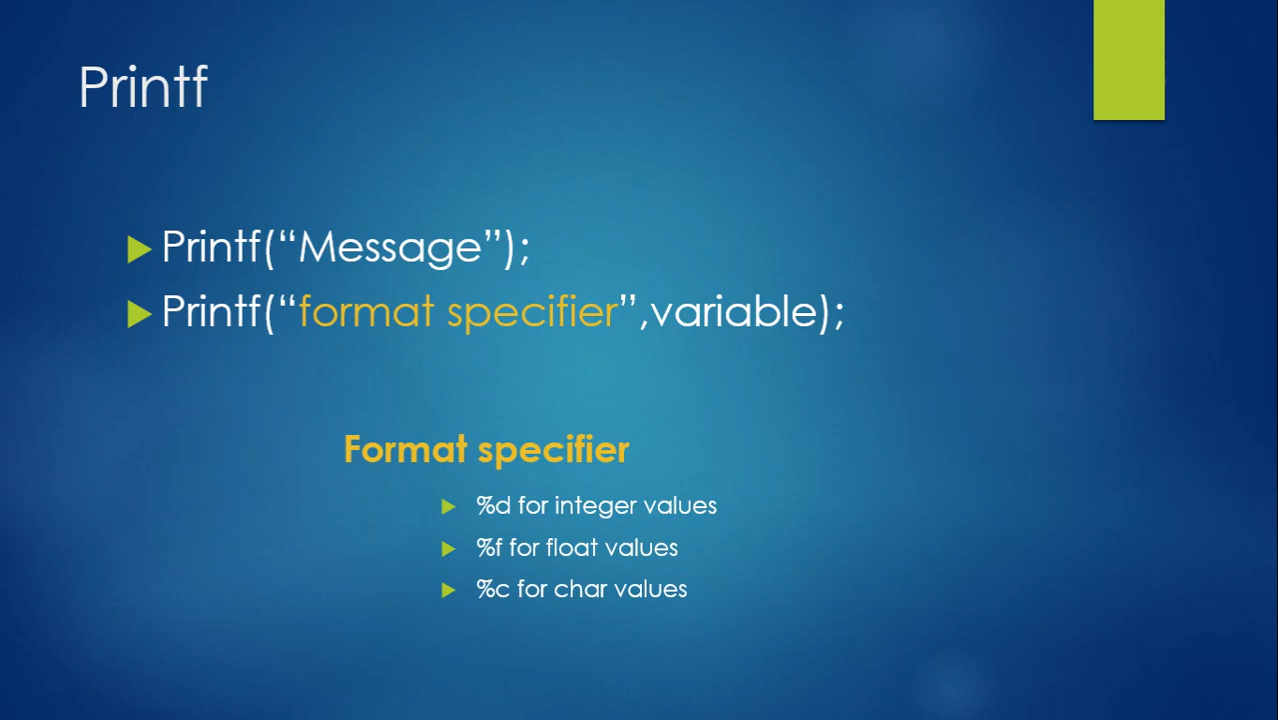 Printf
Printf(“Message”);
Printf(“format specifier”,variable);
Format specifier
%d for integer values
%f for float values
%c for char values